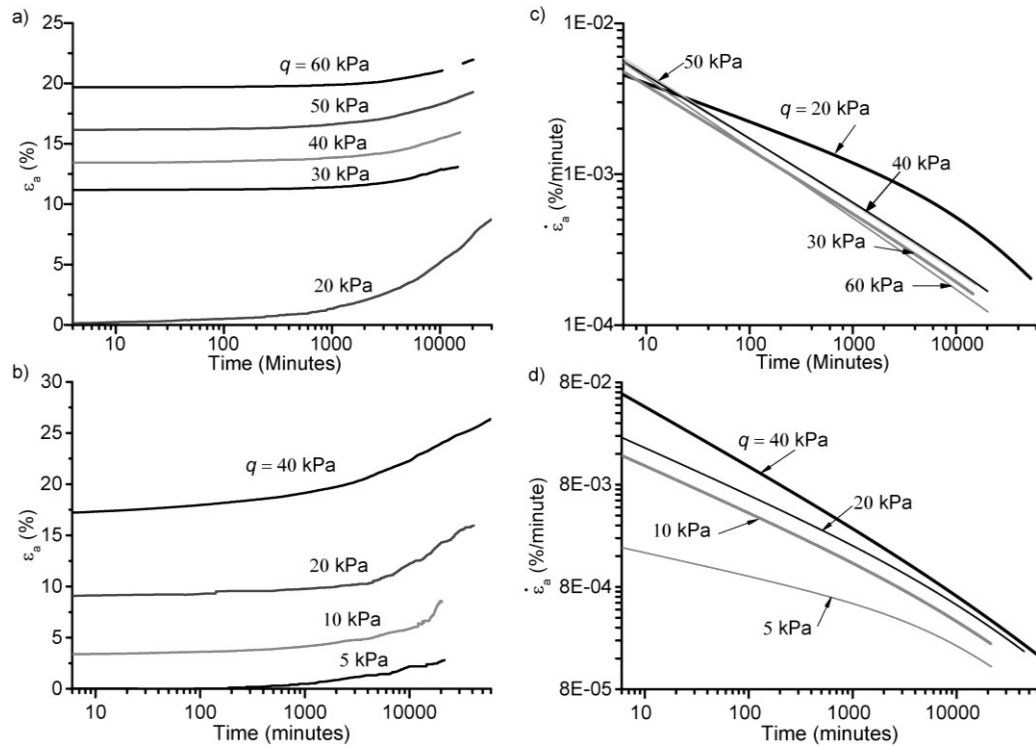 a)
25
20
15
10
5
0
εa (%)
q = 60 kPa
50 kPa
40 kPa
30 kPa
20 kPa
10 100 1000 10000
Time (Minutes)
c)
1E-02
1E-03
1E-04
ε̇a (%/minute)
50 kPa
q = 20 kPa
40 kPa
30 kPa
60 kPa
10 100 1000 10000
Time (Minutes)
b)
30
25
20
15
10
5
0
εa (%)
q = 40 kPa
20 kPa
10 kPa
5 kPa
10 100 1000 10000
Time (minutes)
d)
8E-02
8E-03
8E-04
8E-05
ε̇a (%/minute)
q = 40 kPa
20 kPa
10 kPa
5 kPa
10 100 1000 10000
Time (minutes)